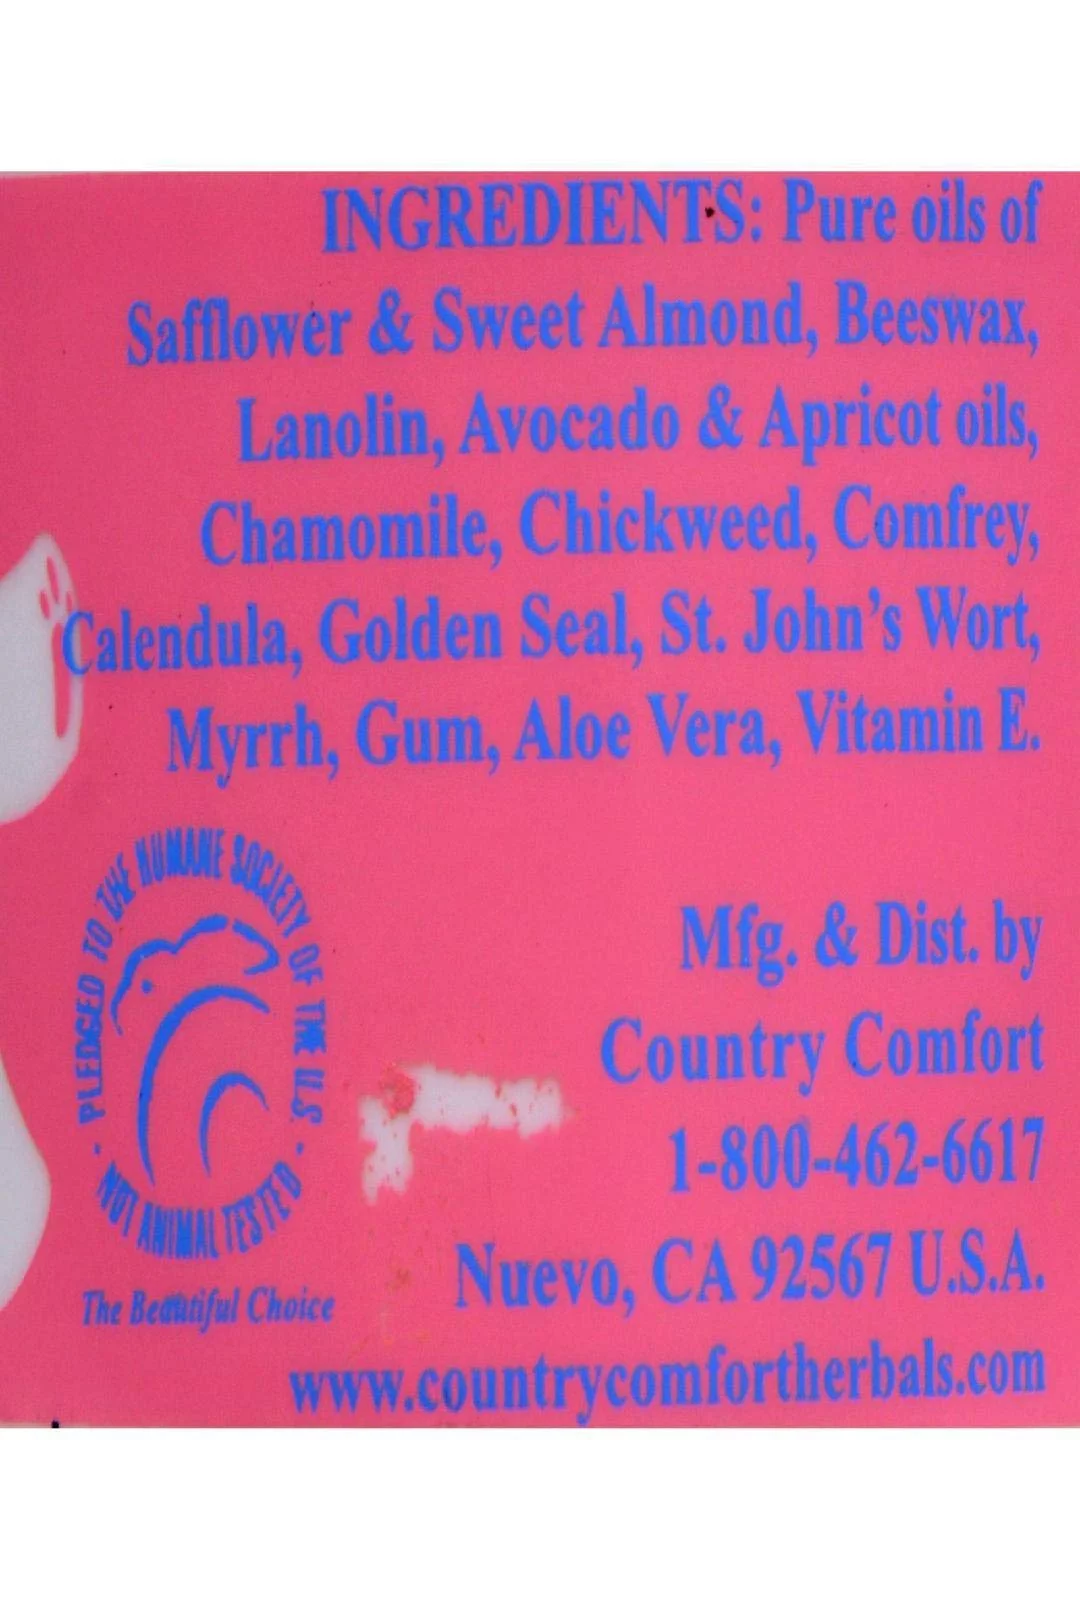 INGREDIENTS: Pure oils of
Safflower & Sweet Almond, Beeswax,
Lanolin, Avocado & Apricot oils,
Chamomile, Chickweed, Comfrey,
Calendula, Golden Seal, St. John's Wort,
Myrrh, Gum, Aloe Vera, Vitamin E.
· PLEDGED TO THE HUMANE SOCIETY OF THE U.S. ·
NOT ANIMAL TESTED
The Beautiful Choice
Mfg. & Dist. by
Country Comfort
1-800-462-6617
Nuevo, CA 92567 U.S.A.
www.countrycomfortherbals.com